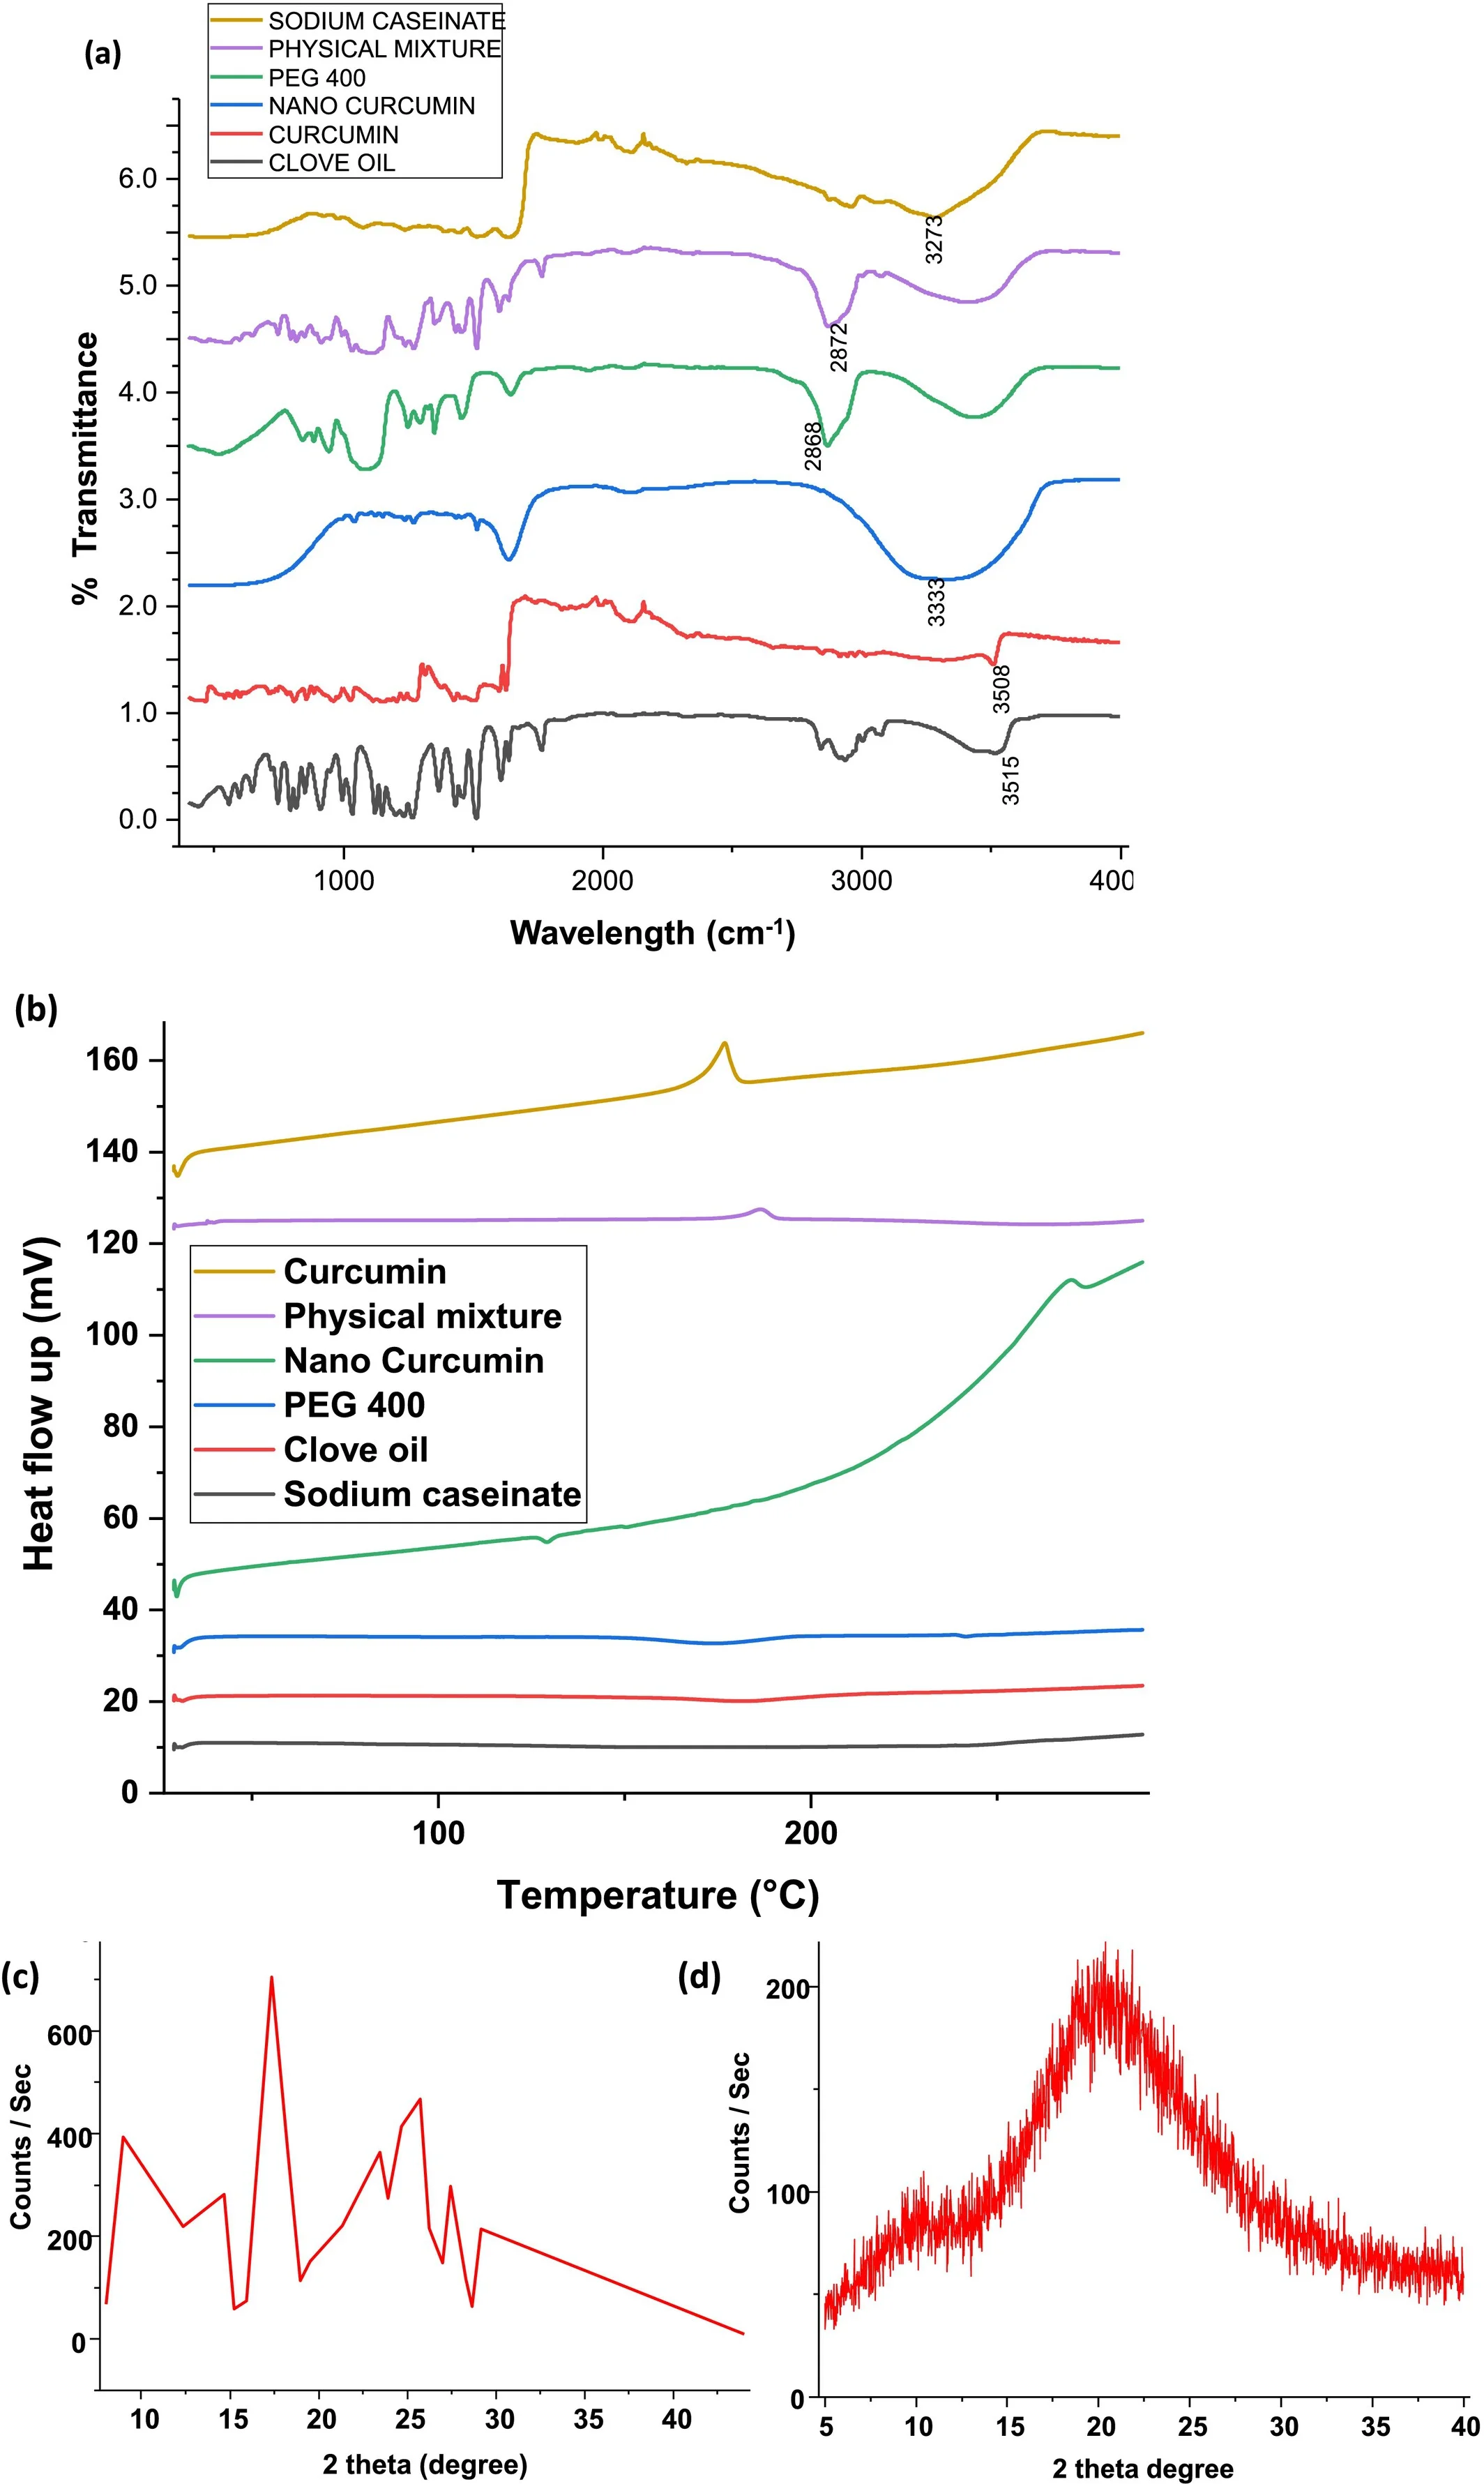 (a)
SODIUM CASEINATE
PHYSICAL MIXTURE
PEG 400
NANO CURCUMIN
CURCUMIN
CLOVE OIL
% Transmittance
6.0
5.0
4.0
3.0
2.0
1.0
0.0
3273
2872
2868
3333
3508
3515
1000 2000 3000 400
Wavelength (cm-1)
(b)
Heat flow up (mV)
160
140
120
100
80
60
40
20
0
Curcumin
Physical mixture
Nano Curcumin
PEG 400
Clove oil
Sodium caseinate
100 200
Temperature (°C)
(c)
Counts / Sec
600
400
200
0
10 15 20 25 30 35 40
2 theta (degree)
(d)
Counts / Sec
200
100
0
5 10 15 20 25 30 35 40
2 theta degree